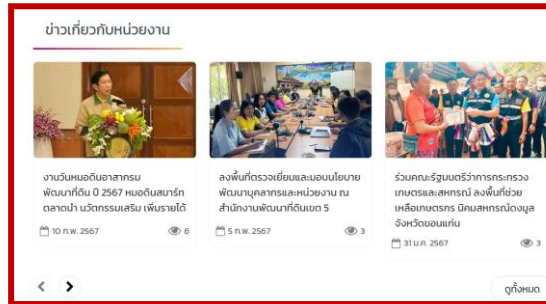 ข่าวเกี่ยวกับหน่วยงาน
งานวันหมอดินอาสากรม
พัฒนาที่ดิน ปี 2567 หมอดินสมาร์ท
ตลาดนำ นวัตกรรมเสริม เพิ่มรายได้
10 ก.พ. 2567 6
ลงพื้นที่ตรวจเยี่ยมและมอบนโยบาย
พัฒนาบุคลากรและหน่วยงาน ณ
สำนักงานพัฒนาที่ดินเขต 5
5 ก.พ. 2567 3
ร่วมคณะรัฐมนตรีว่าการกระทรวง
เกษตรและสหกรณ์ ลงพื้นที่ช่วย
เหลือเกษตรกร นิคมสหกรณ์ดงมูล
จังหวัดขอนแก่น
31 ม.ค. 2567 3
ดูทั้งหมด